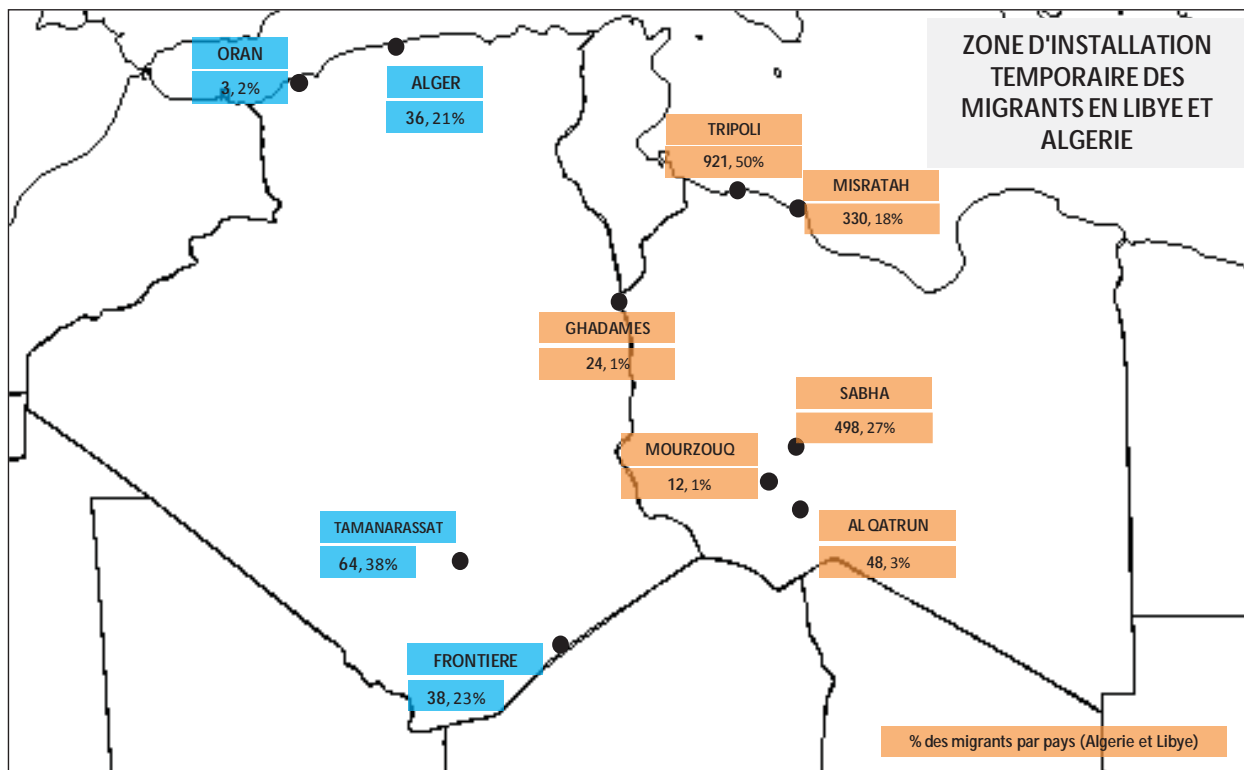 ZONE D'INSTALLATION
TEMPORAIRE DES
MIGRANTS EN LIBYE ET
ALGERIE
ORAN
3, 2%
ALGER
36, 21%
TRIPOLI
921, 50%
MISRATAH
330, 18%
GHADAMES
24, 1%
SABHA
498, 27%
MOURZOUQ
12, 1%
AL QATRUN
48, 3%
TAMANARASSAT
64, 38%
FRONTIERE
38, 23%
% des migrants par pays (Algerie et Libye)